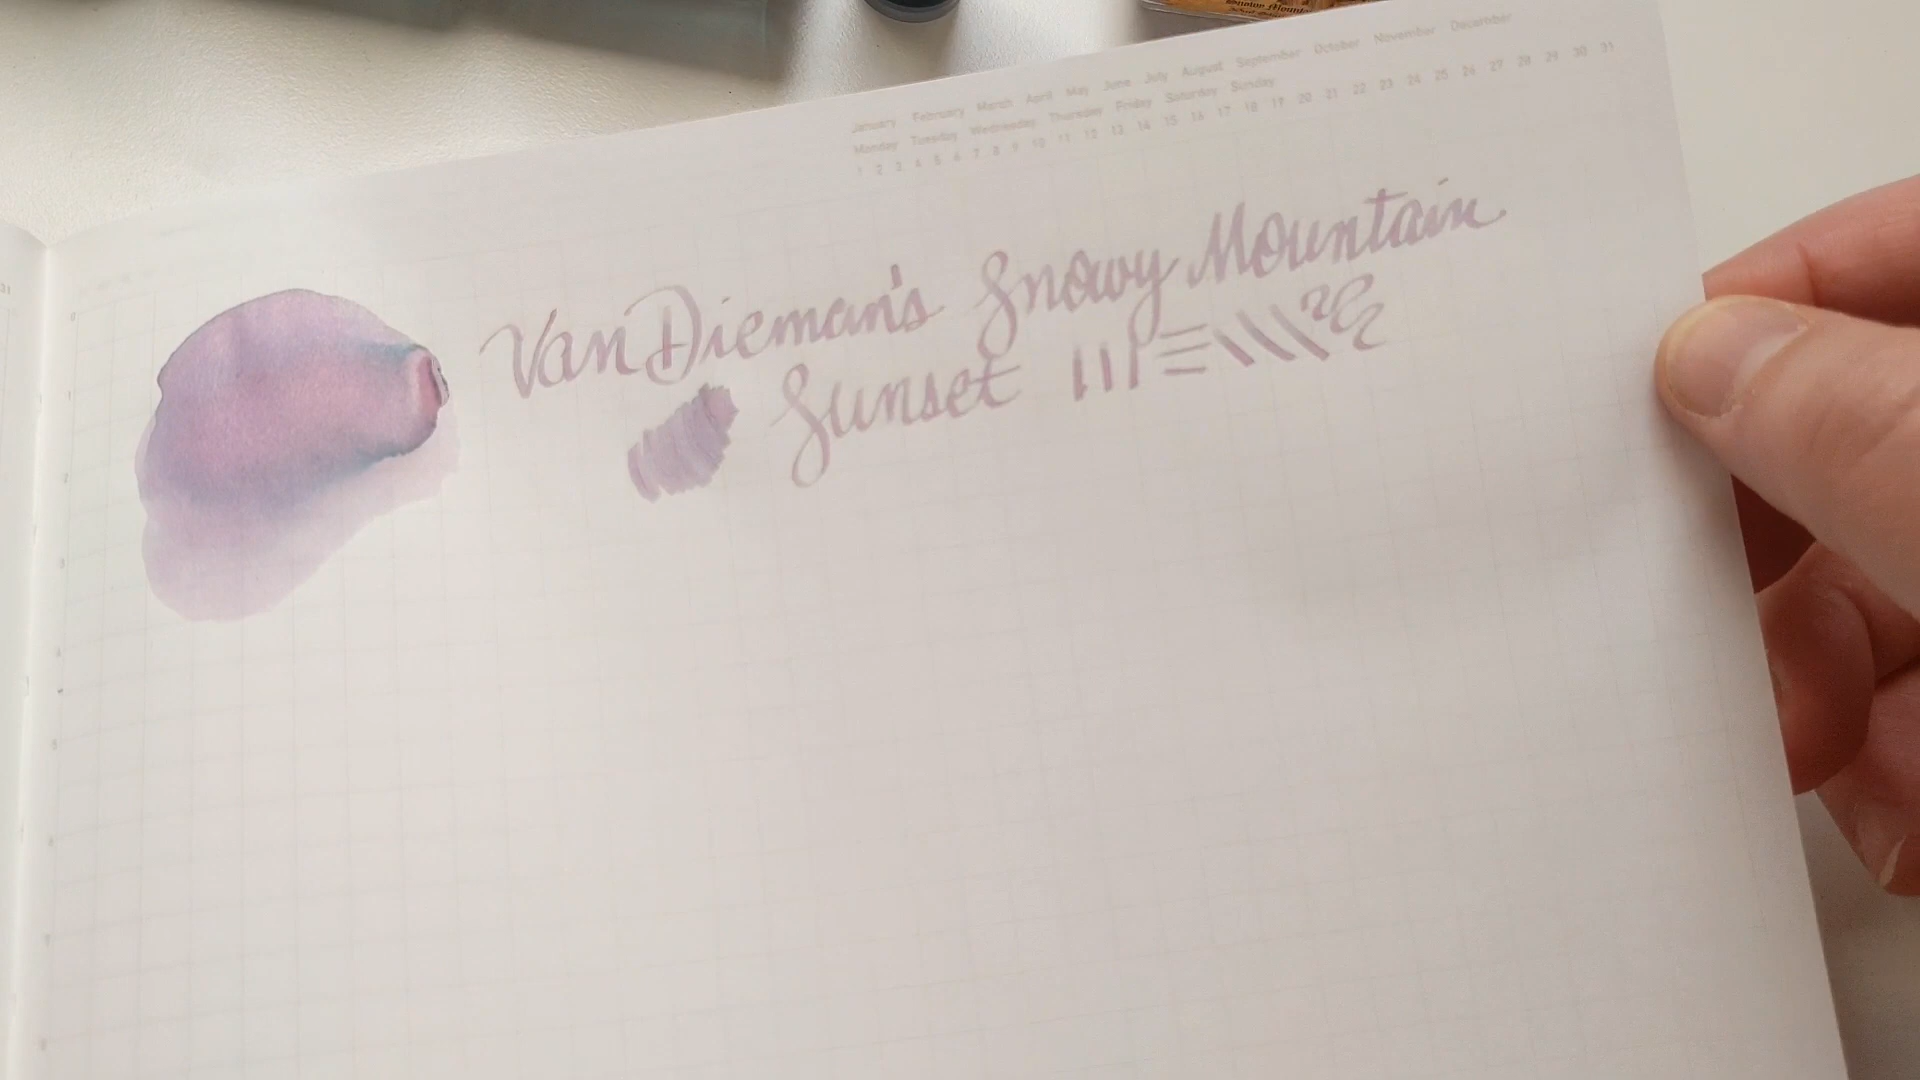 Mount
January February March April May June July August September October November December
Monday Tuesday Wednesday Thursday Friday Saturday Sunday
1 2 3 4 5 6 7 8 9 10 11 12 13 14 15 16 17 18 19 20 21 22 23 24 25 26 27 28 29 30 31
31
Van Dieman's Snowy Mountain
Sunset